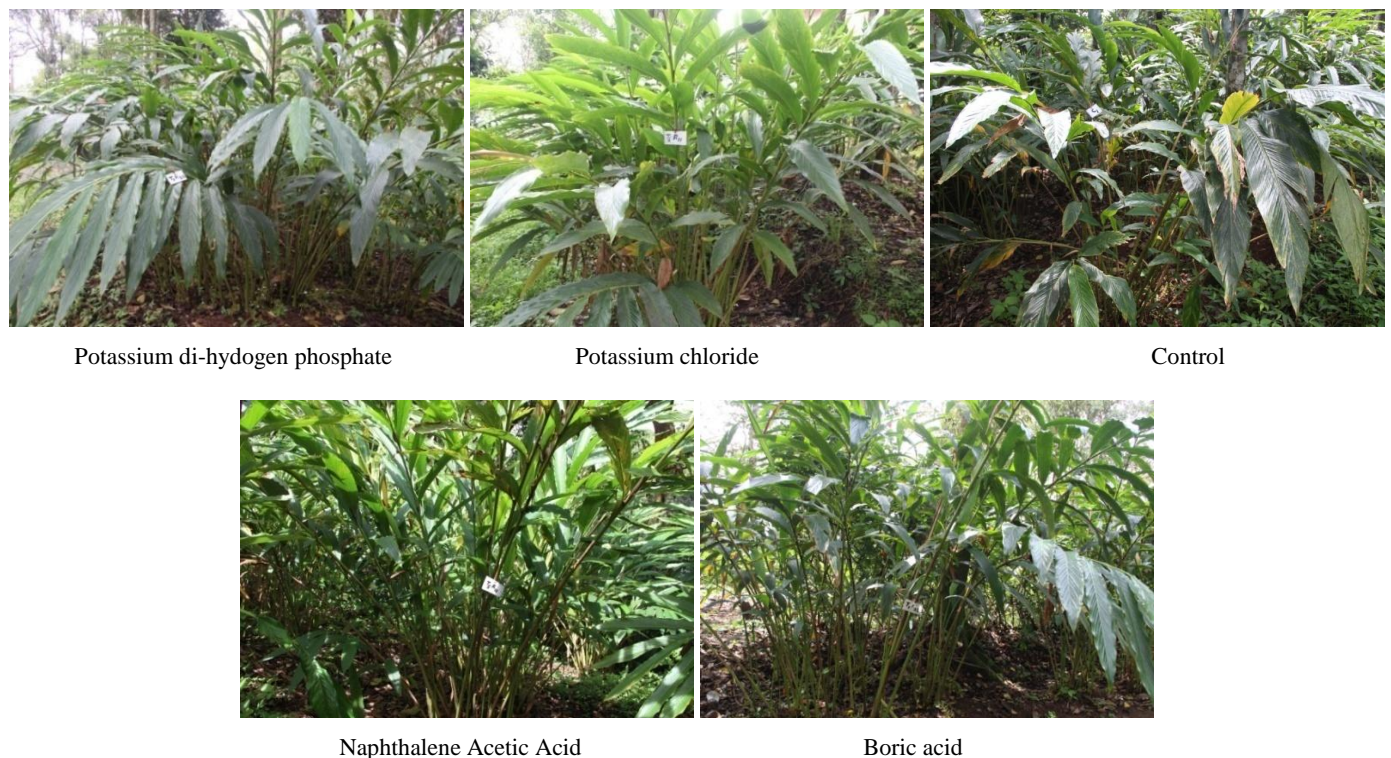 Potassium di-hydogen phosphate
Potassium chloride
Control
Naphthalene Acetic Acid
Boric acid